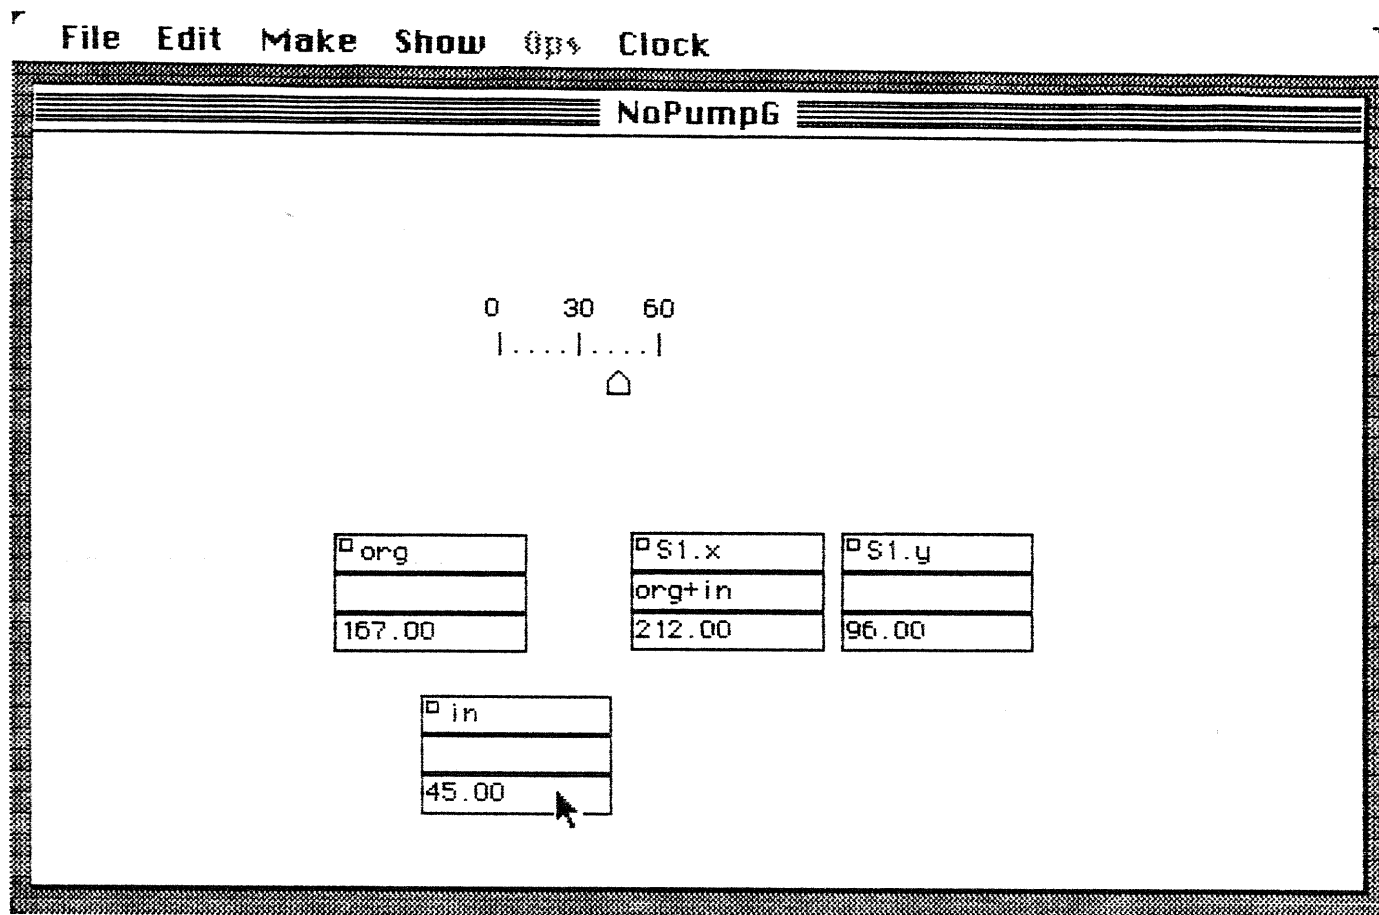 File Edit Make Show Ops Clock
NoPumpG
0 30 60
|....|....|
org
167.00
S1.x
org+in
212.00
S1.y
96.00
in
45.00